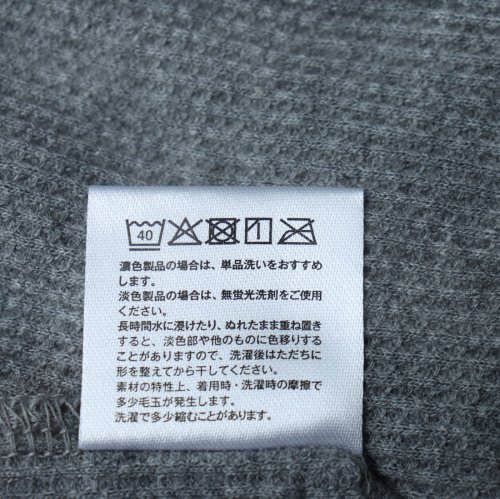 40
濃色製品の場合は、単品洗いをおすすめ
します。
淡色製品の場合は、無蛍光洗剤をご使用
ください。
長時間水に浸けたり、ぬれたまま重ね置き
すると、淡色部や他のものに色移りする
ことがありますので、洗濯後はただちに
形を整えてから干してください。
素材の特性上、着用時・洗濯時の摩擦で
多少毛玉が発生します。
洗濯で多少縮むことがあります。